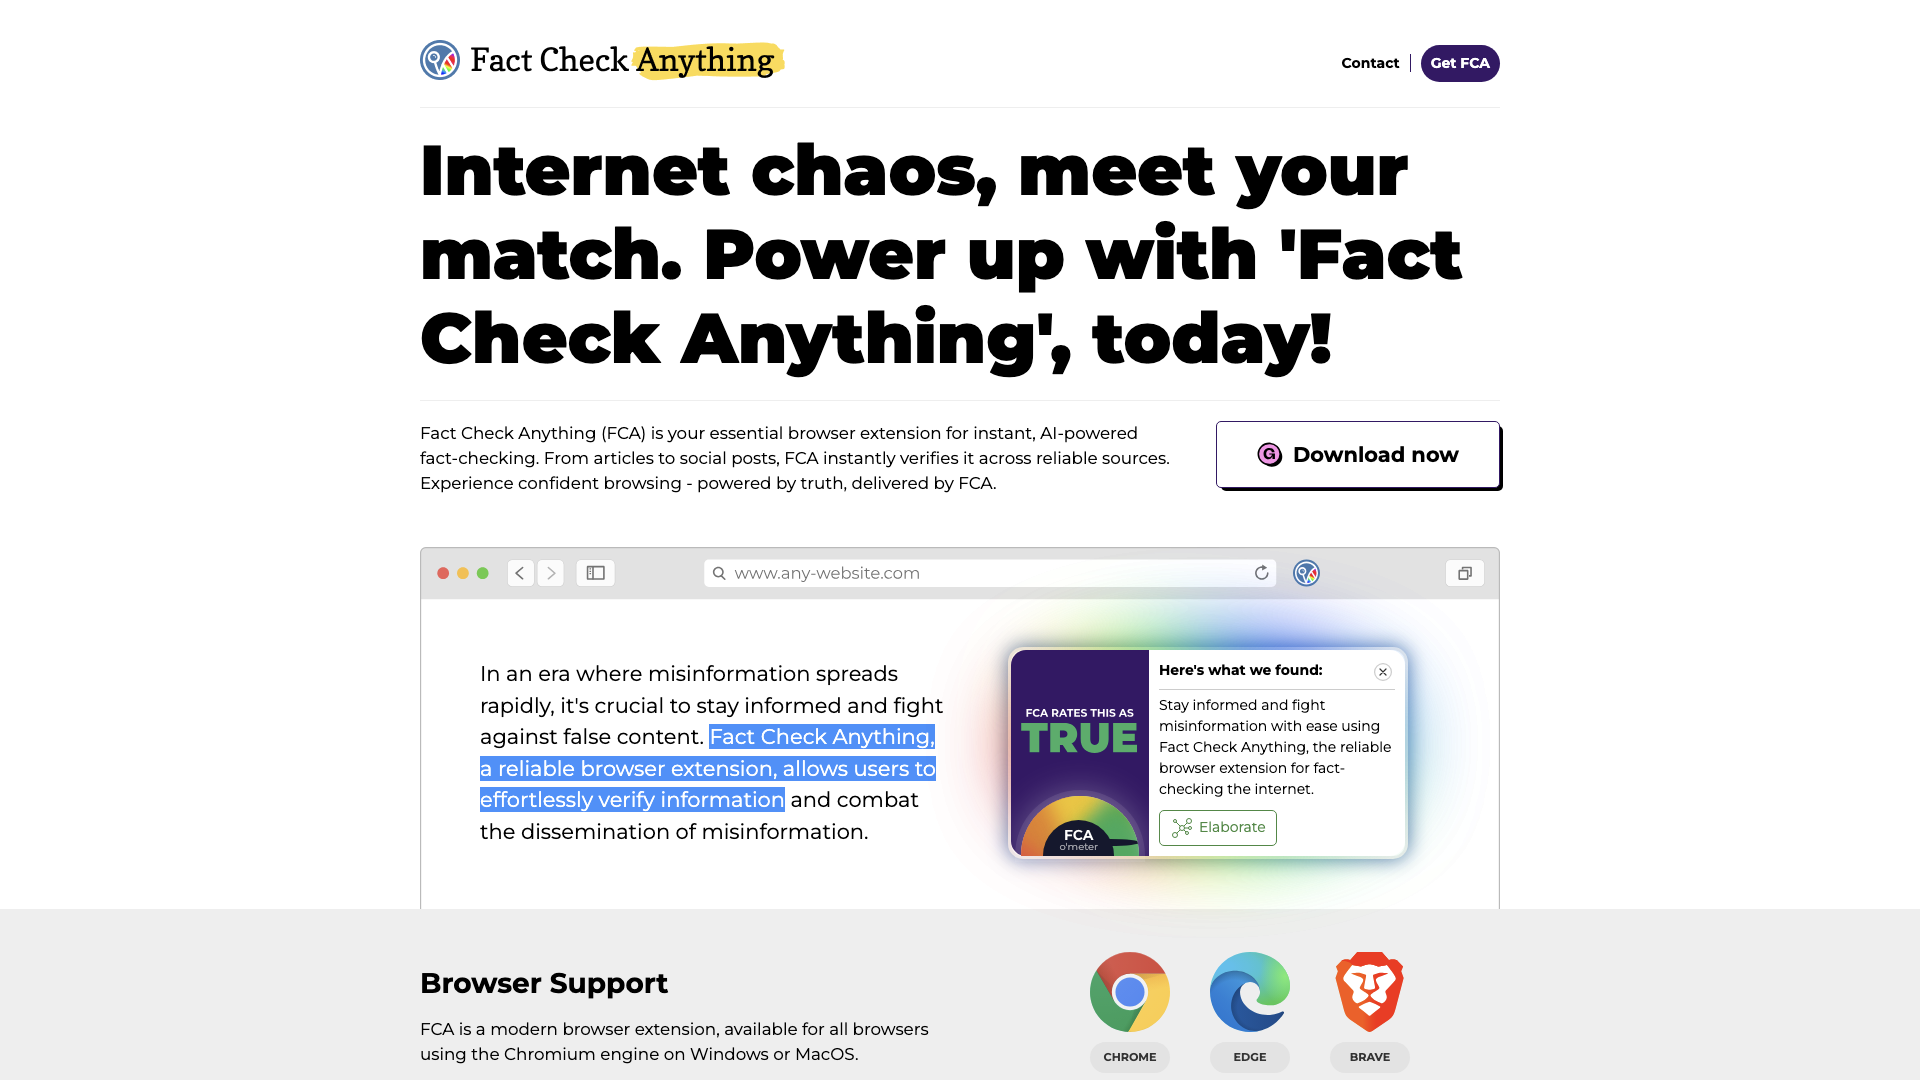 Fact Check Anything
Contact
Get FCA
Internet chaos, meet your
match. Power up with 'Fact
Check Anything', today!
Fact Check Anything (FCA) is your essential browser extension for instant, AI-powered
fact-checking. From articles to social posts, FCA instantly verifies it across reliable sources.
Experience confident browsing - powered by truth, delivered by FCA.
G Download now
www.any-website.com
In an era where misinformation spreads
rapidly, it's crucial to stay informed and fight
against false content. Fact Check Anything,
a reliable browser extension, allows users to
effortlessly verify information and combat
the dissemination of misinformation.
FCA RATES THIS AS
TRUE
FCA
o'meter
Here's what we found:
Stay informed and fight
misinformation with ease using
Fact Check Anything, the reliable
browser extension for fact-
checking the internet.
Elaborate
Browser Support
FCA is a modern browser extension, available for all browsers
using the Chromium engine on Windows or MacOS.
CHROME
EDGE
BRAVE